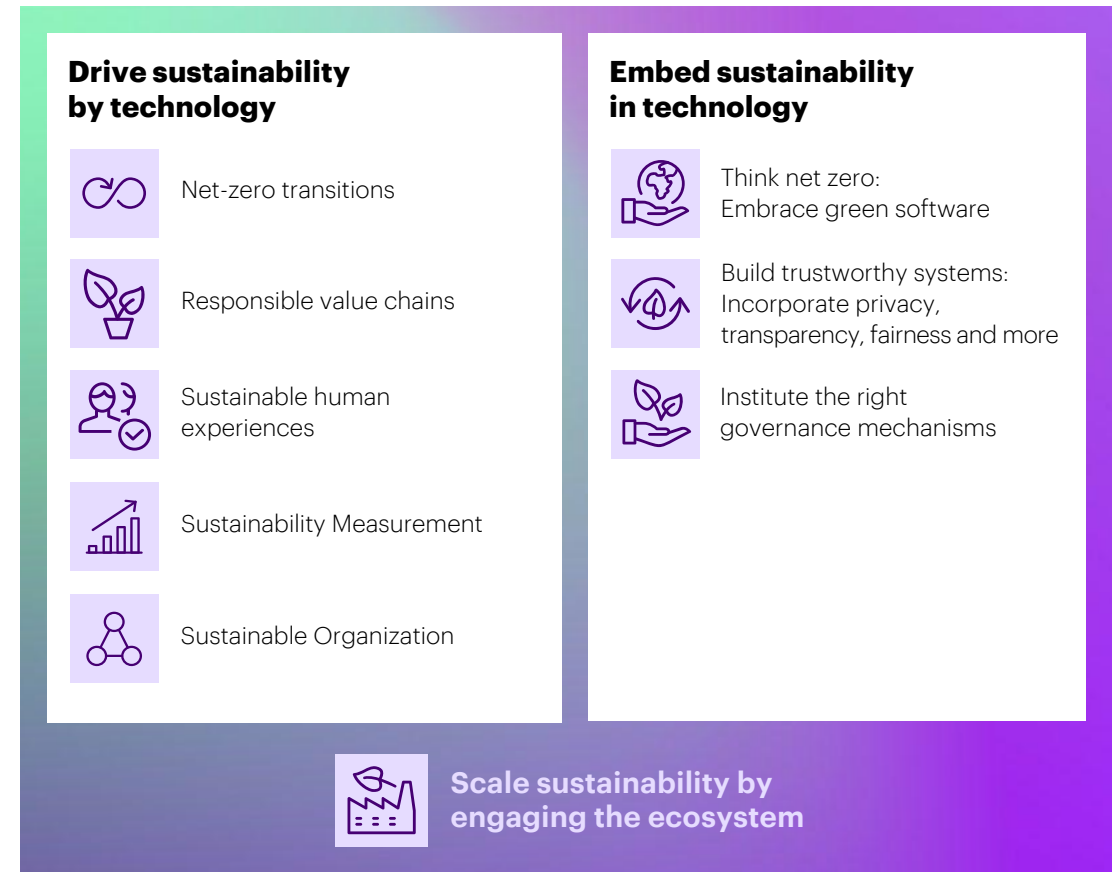 Drive sustainability
by technology
Net-zero transitions
Responsible value chains
Sustainable human
experiences
Sustainability Measurement
Sustainable Organization
Embed sustainability
in technology
Think net zero:
Embrace green software
Build trustworthy systems:
Incorporate privacy,
transparency, fairness and more
Institute the right
governance mechanisms
Scale sustainability by
engaging the ecosystem